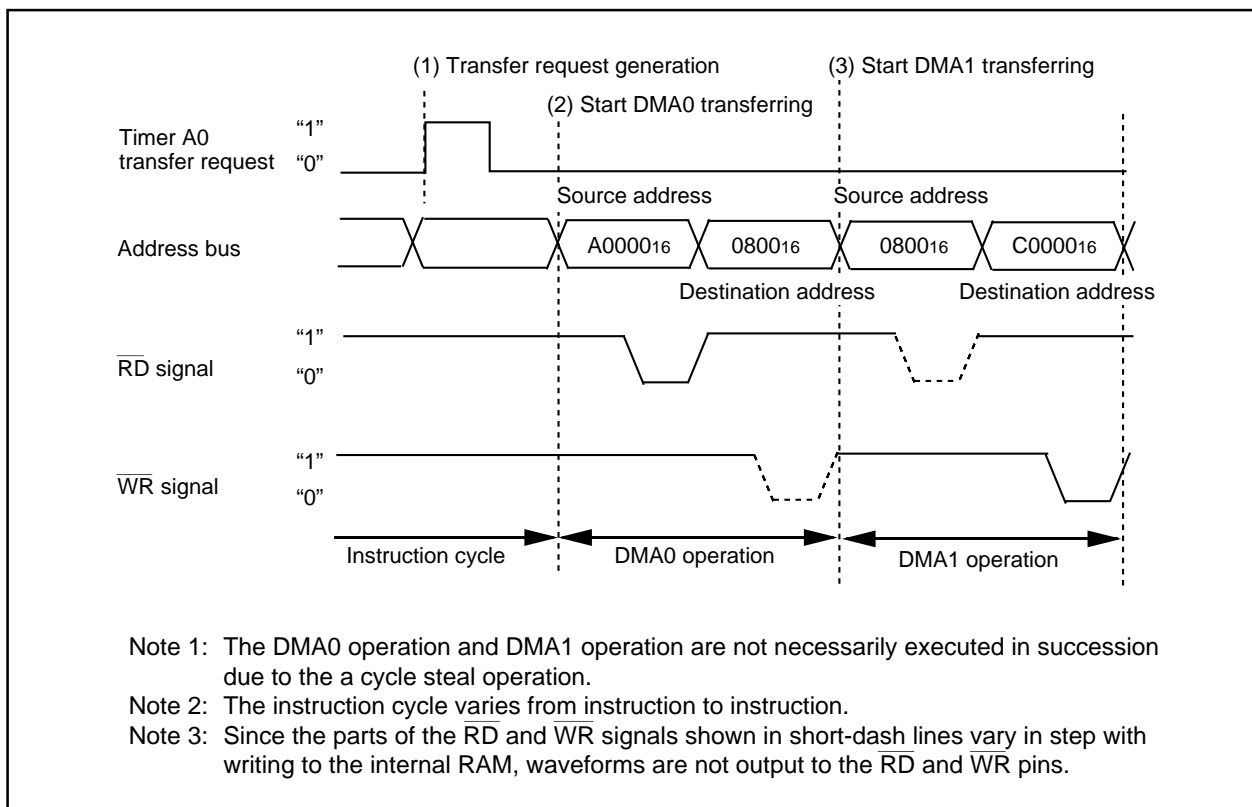 (1) Transfer request generation
(3) Start DMA1 transferring
(2) Start DMA0 transferring
Timer A0
transfer request
“1”
“0”
Source address
Source address
Address bus
A000016
080016
080016
C000016
Destination address
Destination address
RD signal
“1”
“0”
WR signal
“1”
“0”
Instruction cycle
DMA0 operation
DMA1 operation
Note 1: The DMA0 operation and DMA1 operation are not necessarily executed in succession
due to the a cycle steal operation.
Note 2: The instruction cycle varies from instruction to instruction.
Note 3: Since the parts of the RD and WR signals shown in short-dash lines vary in step with
writing to the internal RAM, waveforms are not output to the RD and WR pins.